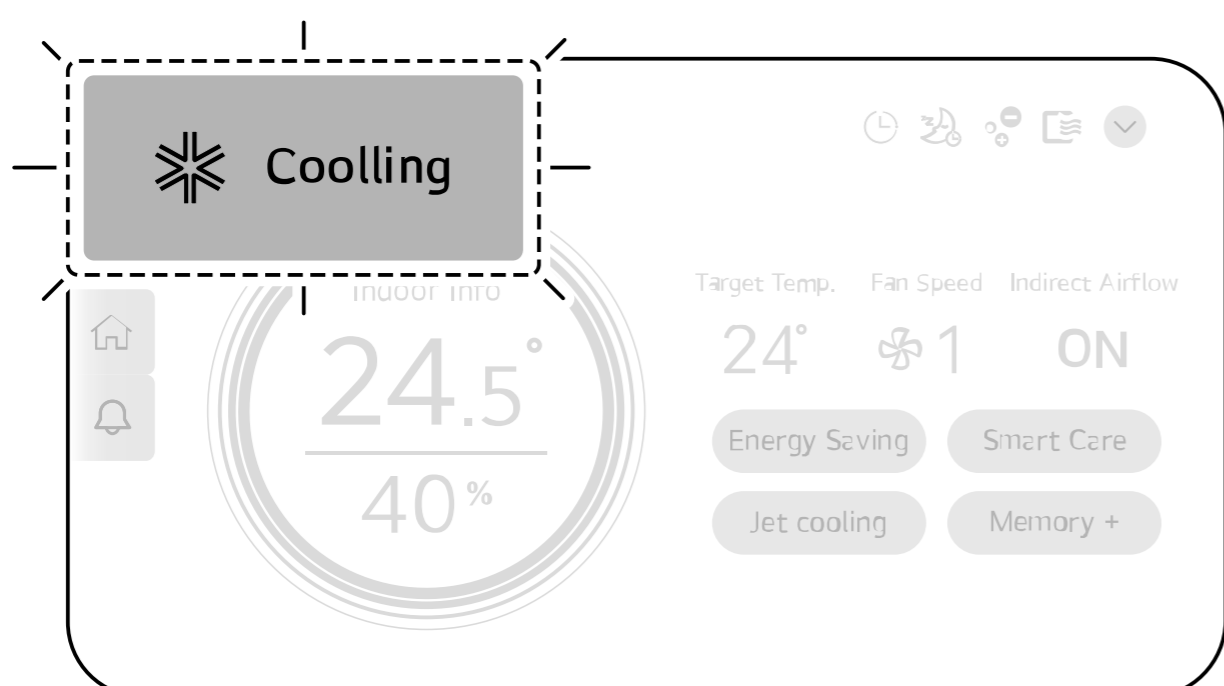 Coolling
Indoor Info
24.5°
40%
Target Temp. Fan Speed Indirect Airflow
24° 1 ON
Energy Saving Smart Care
Jet cooling Memory +